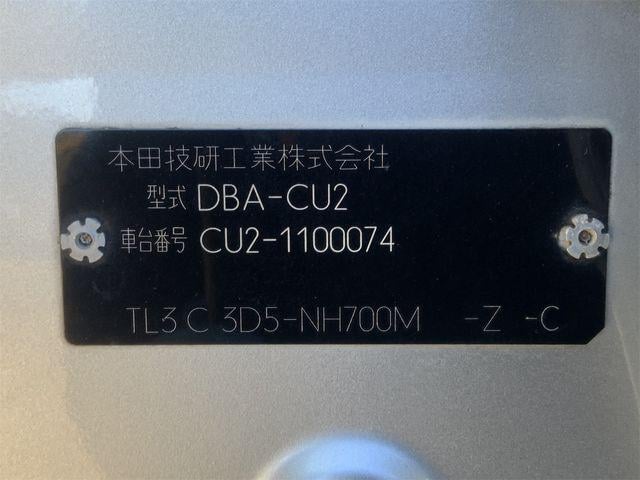 本田技研工業株式会社
型式 DBA-CU2
車台番号 CU2-1100074
TL3 C 3D5-NH700M -Z -C